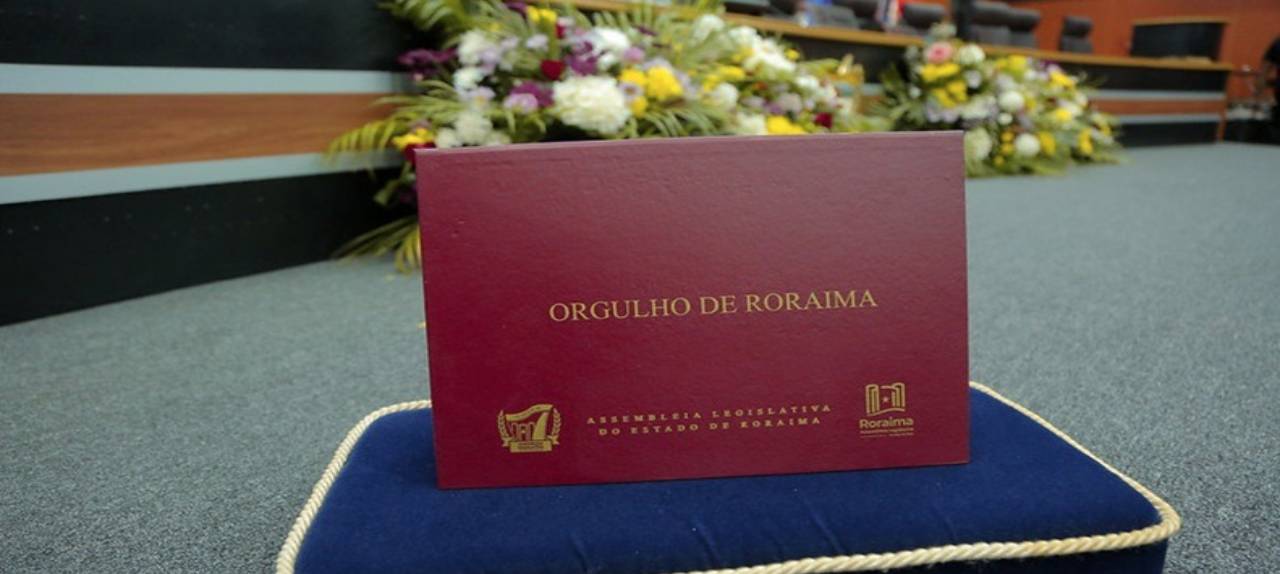 ORGULHO DE RORAIMA
ASSEMBLEIA LEGISLATIVA
DO ESTADO DE RORAIMA
Roraima